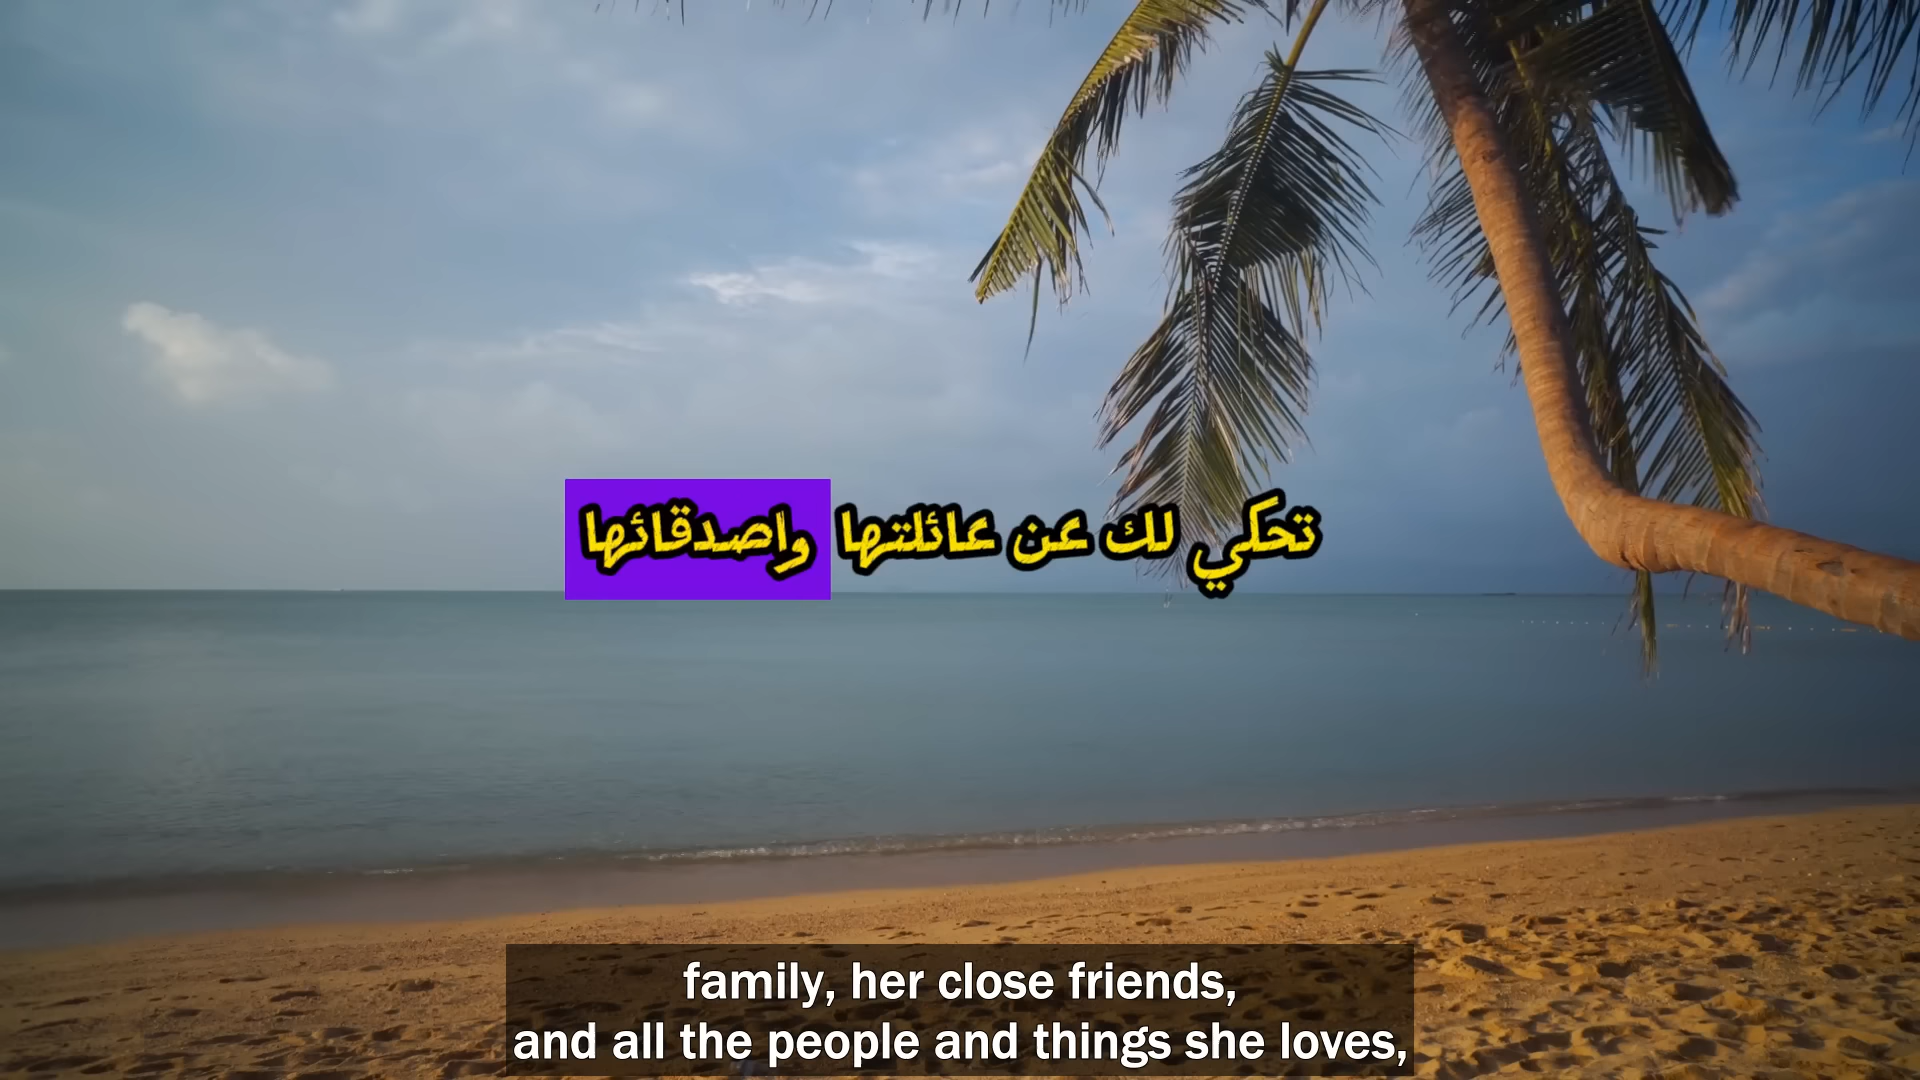 تحكي لك عن عائلتها واصدقائها
family, her close friends,
and all the people and things she loves,